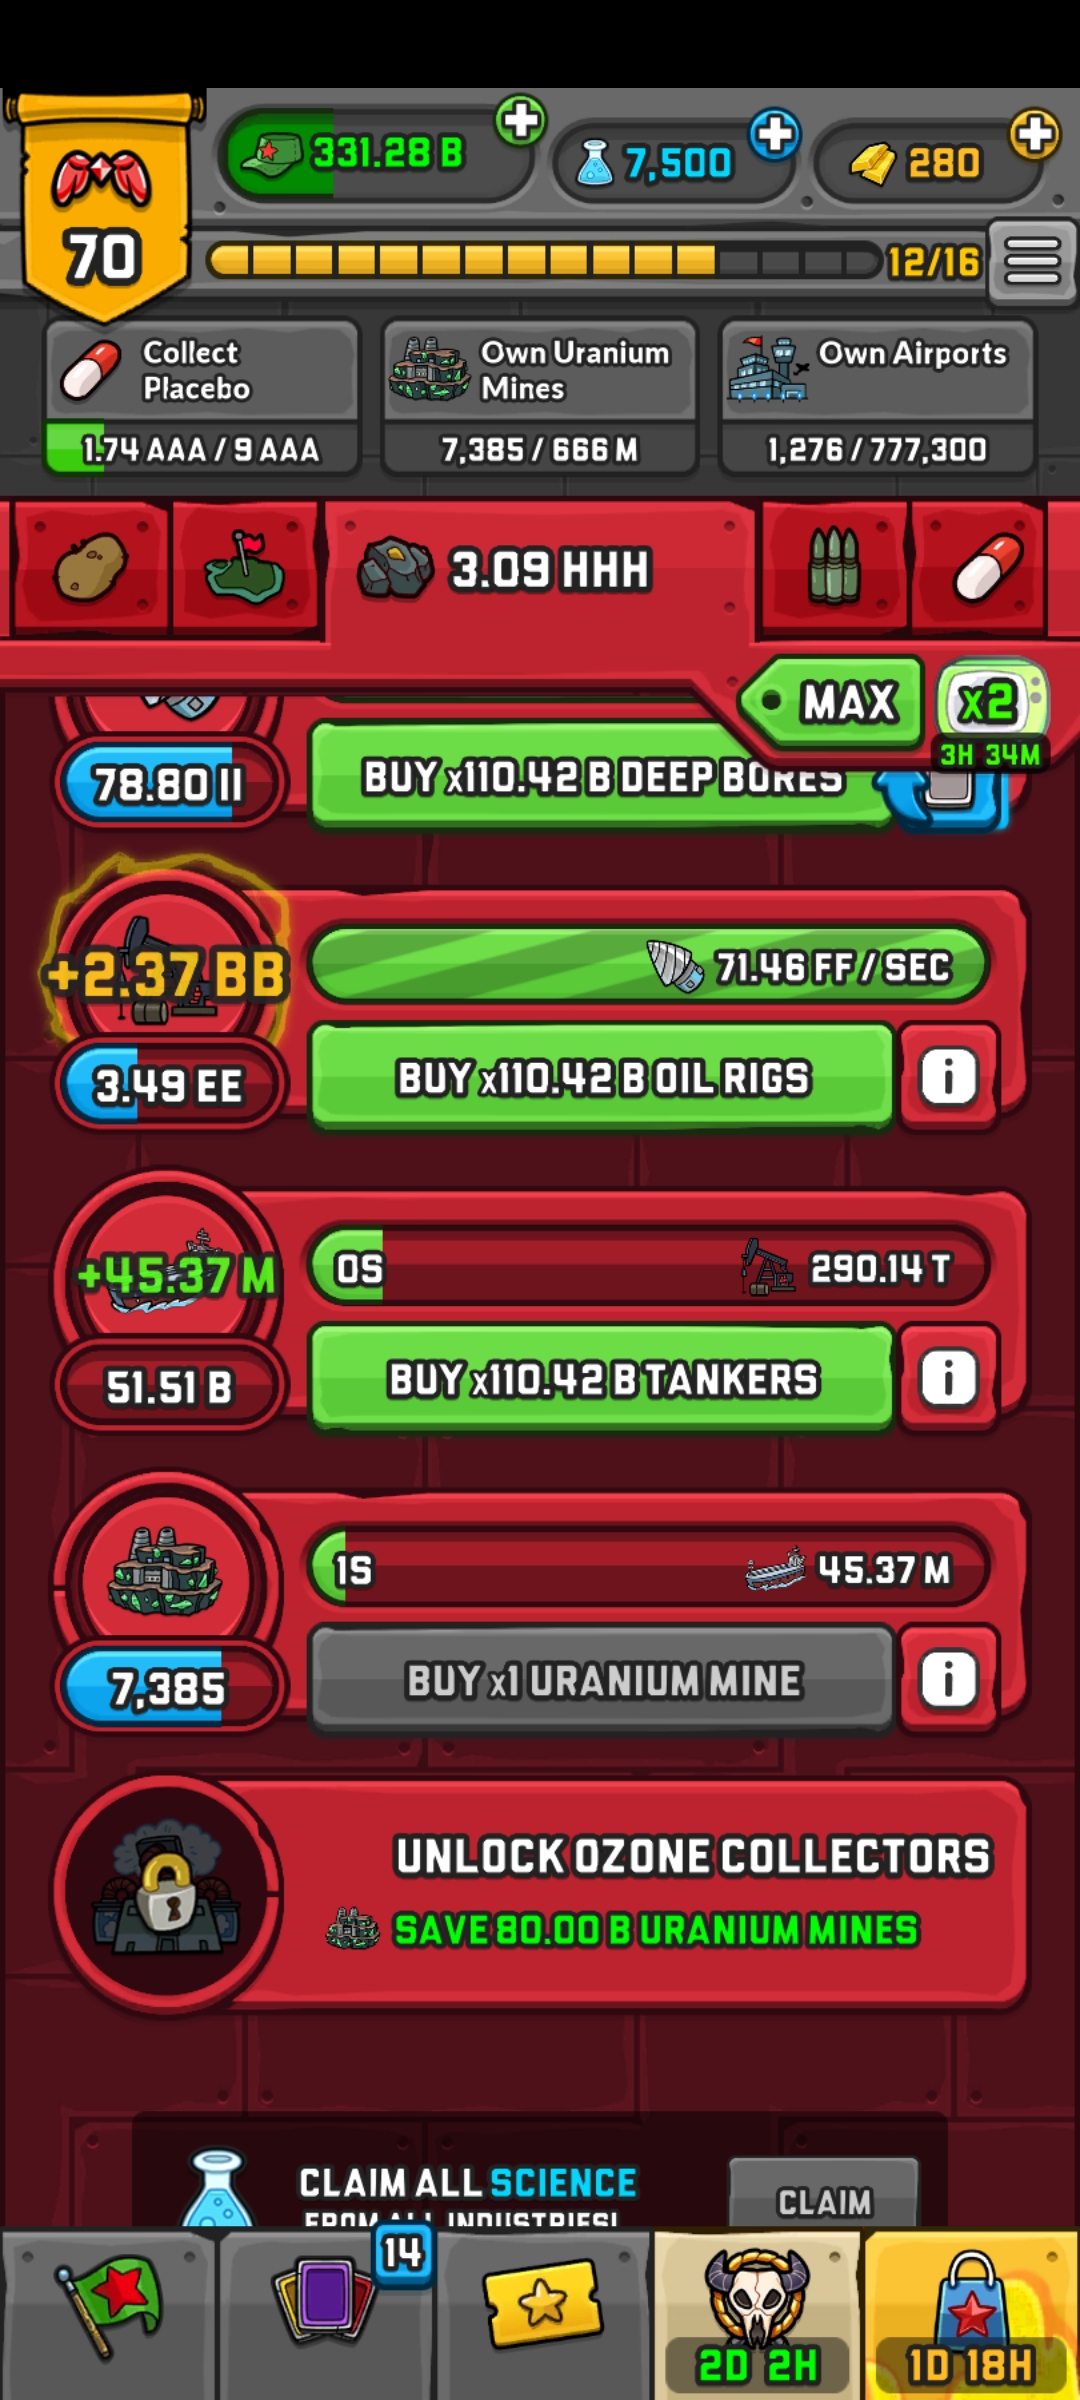 331.28 B
7,500
280
70
12/16
Collect
Placebo
1.74 AAA / 9 AAA
Own Uranium
Mines
7,385 / 666 M
Own Airports
1,276 / 777,300
3.09 HHH
MAX
x2
3H 34M
78.80 II
BUY x110.42 B DEEP BORES
+2.37 BB
71.46 FF / SEC
3.49 EE
BUY x110.42 B OIL RIGS
i
+45.37 M
0S
290.14 T
51.51 B
BUY x110.42 B TANKERS
i
1S
45.37 M
7,385
BUY x1 URANIUM MINE
i
UNLOCK OZONE COLLECTORS
SAVE 80.00 B URANIUM MINES
CLAIM ALL SCIENCE
FROM ALL INDUSTRIES!
CLAIM
14
2D 2H
1D 18H